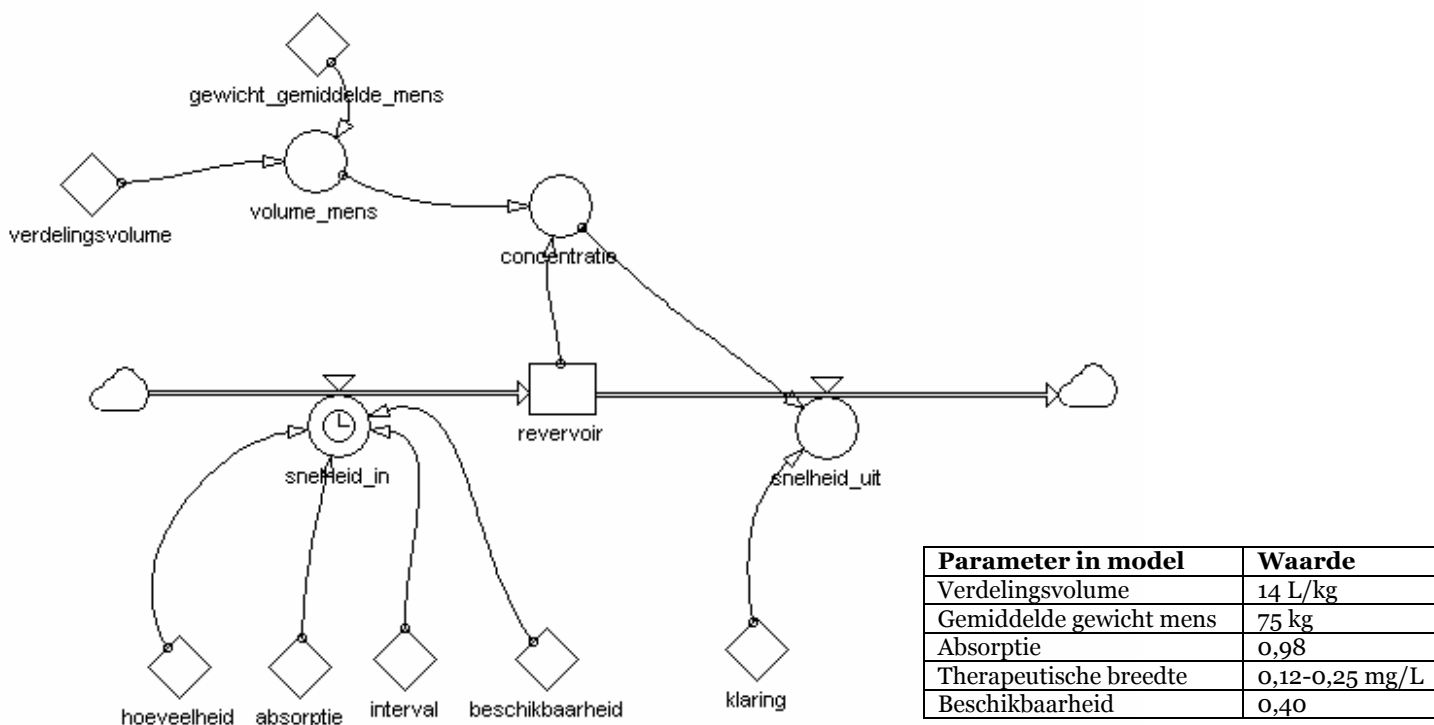 gewicht_gemiddelde_mens
verdelingsvolume
volume_mens
concentratie
revervoir
snelheid_in
snelheid_uit
hoeveelheid
absorptie
interval
beschikbaarheid
klaring
Parameter in model Waarde
Verdelingsvolume 14 L/kg
Gemiddelde gewicht mens 75 kg
Absorptie 0,98
Therapeutische breedte 0,12-0,25 mg/L
Beschikbaarheid 0,40